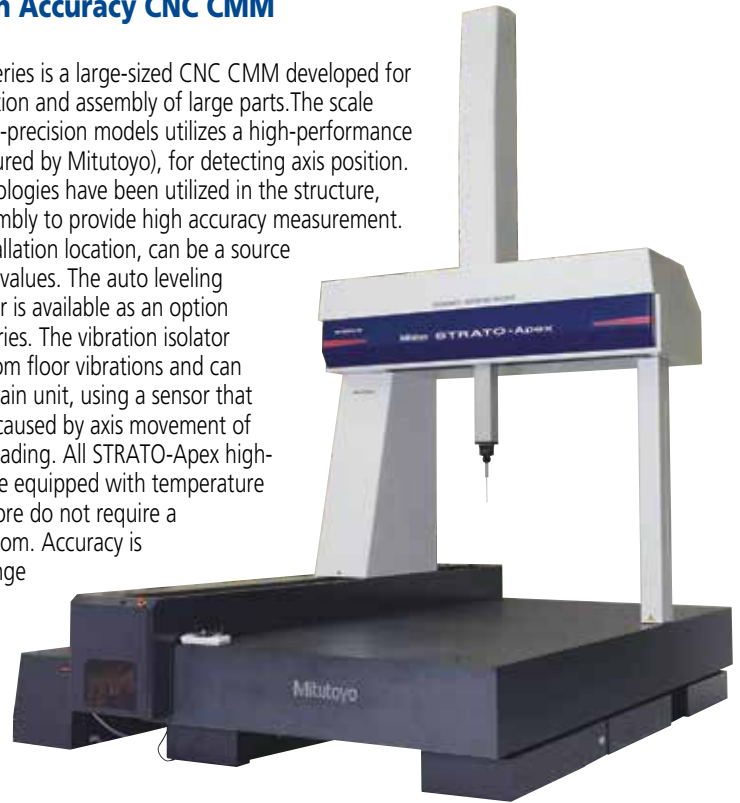 Accuracy CNC CMM
eries is a large-sized CNC CMM developed for
tion and assembly of large parts.The scale
-precision models utilizes a high-performance
ured by Mitutoyo), for detecting axis position.
ologies have been utilized in the structure,
mbly to provide high accuracy measurement.
allation location, can be a source
values. The auto leveling
r is available as an option
ries. The vibration isolator
om floor vibrations and can
ain unit, using a sensor that
caused by axis movement of
ading. All STRATO-Apex high-
e equipped with temperature
ore do not require a
om. Accuracy is
nge
Mitutoyo STRATO-Apex
Mitutoyo